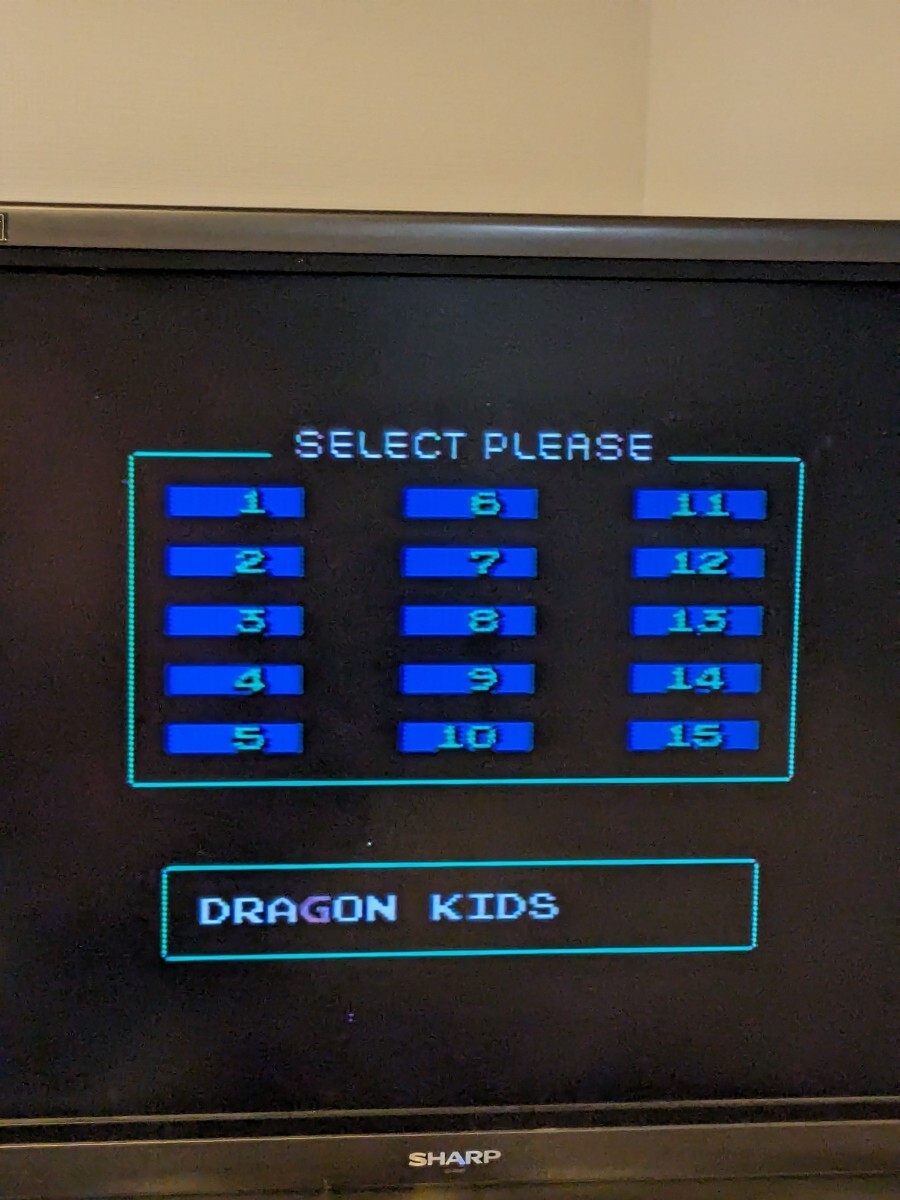 SELECT PLEASE
1 6 11
2 7 12
3 8 13
4 9 14
5 10 15
DRAGON KIDS
SHARP